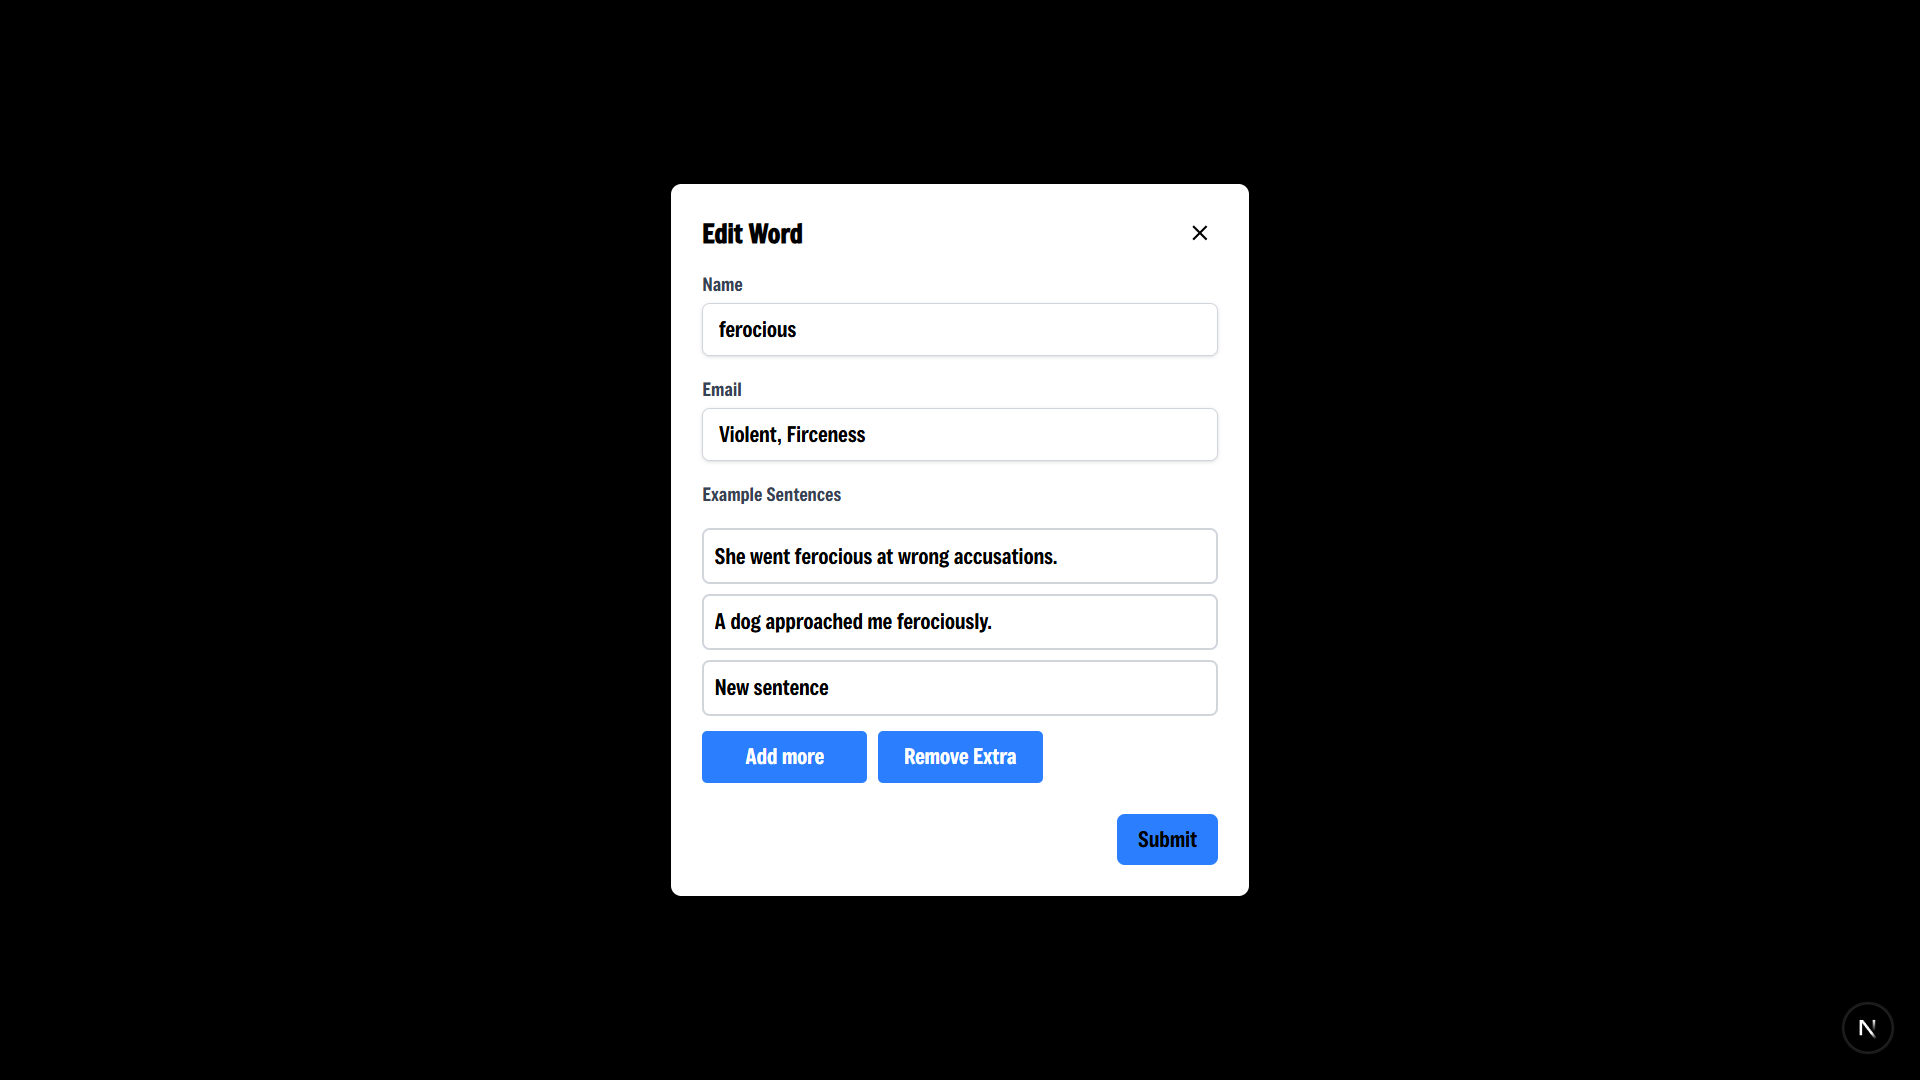 Edit Word
Name
ferocious
Email
Violent, Firceness
Example Sentences
She went ferocious at wrong accusations.
A dog approached me ferociously.
New sentence
Add more
Remove Extra
Submit
N